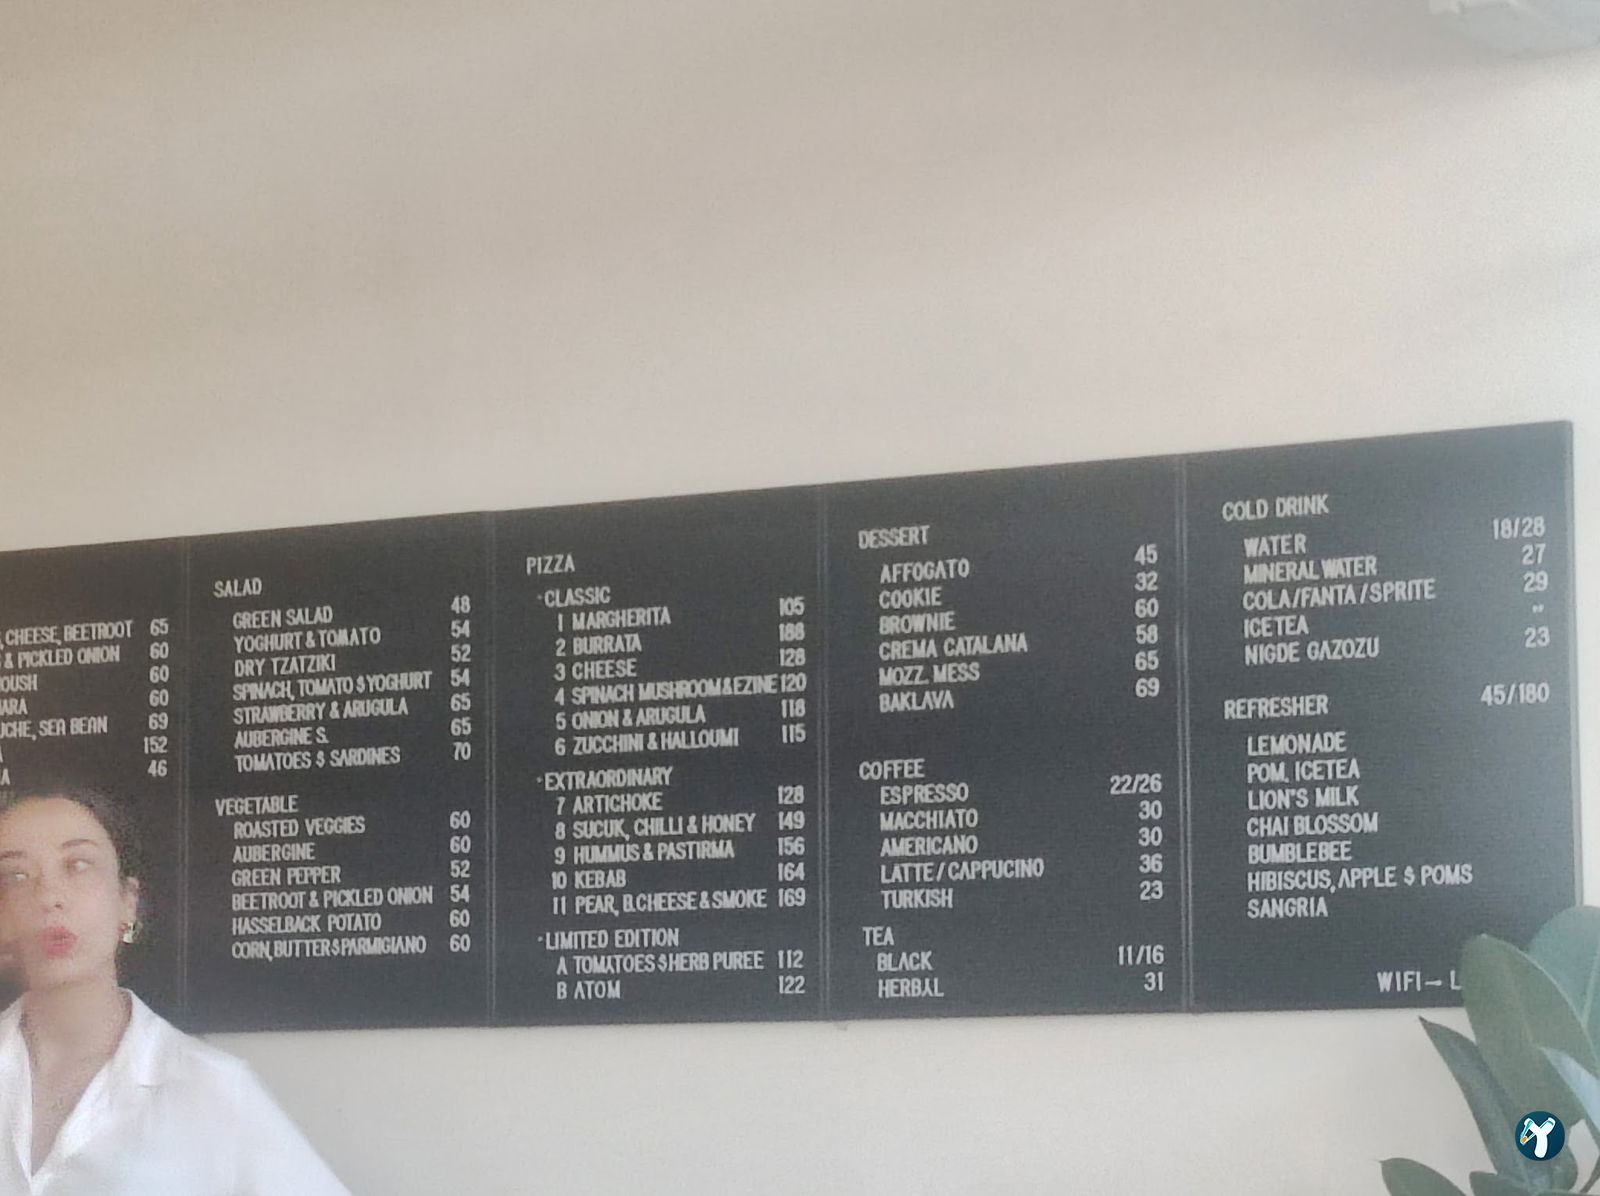 , CHEESE, BEETROOT 65
& PICKLED ONION 60
60
60
SEA BEAN 69
152
46
SALAD
GREEN SALAD 48
YOGHURT & TOMATO 54
DRY TZATZIKI 52
SPINACH, TOMATO $ YOGHURT 54
STRAWBERRY & ARUGULA 65
AUBERGINE S. 65
TOMATOES $ SARDINES 70
VEGETABLE
ROASTED VEGGIES 60
AUBERGINE 60
GREEN PEPPER 52
BEETROOT & PICKLED ONION 54
HASSELBACK POTATO 60
CORN, BUTTER $ PARMIGIANO 60
PIZZA
·CLASSIC
1 MARGHERITA 105
2 BURRATA 188
3 CHEESE 128
4 SPINACH MUSHROOM & EZINE 120
5 ONION & ARUGULA 118
6 ZUCCHINI & HALLOUMI 115
·EXTRAORDINARY
7 ARTICHOKE 128
8 SUCUK, CHILLI & HONEY 149
9 HUMMUS & PASTIRMA 156
10 KEBAB 164
11 PEAR, B.CHEESE & SMOKE 169
·LIMITED EDITION
A TOMATOES $ HERB PUREE 112
B ATOM 122
DESSERT
AFFOGATO 45
COOKIE 32
BROWNIE 60
CREMA CATALANA 58
MOZZ. MESS 65
BAKLAVA 69
COFFEE
ESPRESSO 22/26
MACCHIATO 30
AMERICANO 30
LATTE / CAPPUCINO 36
TURKISH 23
TEA
BLACK 11/16
HERBAL 31
COLD DRINK
WATER 18/28
MINERAL WATER 27
COLA/FANTA/SPRITE 29
ICETEA "
NIGDE GAZOZU 23
REFRESHER 45/180
LEMONADE
POM. ICETEA
LION'S MILK
CHAI BLOSSOM
BUMBLEBEE
HIBISCUS, APPLE $ POMS
SANGRIA
WIFI – L